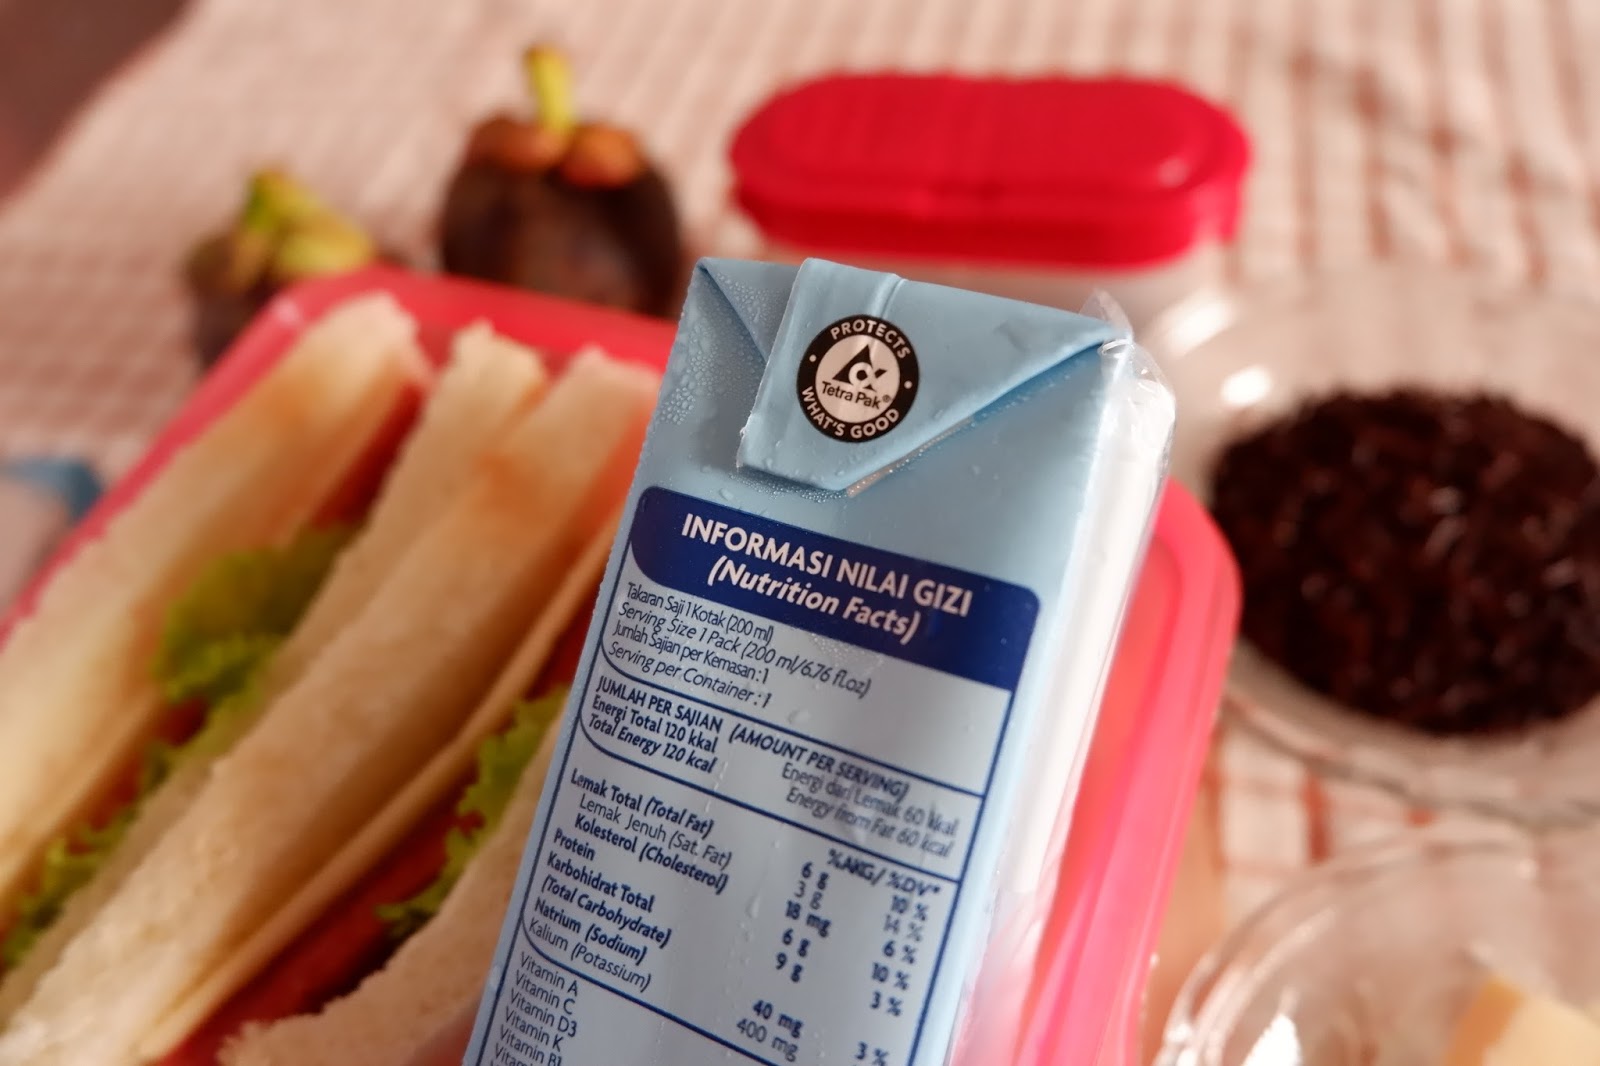 PROTECTS
Tetra Pak®
WHAT'S GOOD
INFORMASI NILAI GIZI
(Nutrition Facts)
Takaran Saji 1 Kotak (200 ml)
Serving Size 1 Pack (200 ml/6.76 fl.oz)
Jumlah Sajian per Kemasan : 1
Serving per Container : 1
JUMLAH PER SAJIAN (AMOUNT PER SERVING)
Energi Total 120 kkal Energi dari Lemak 60 kkal
Total Energy 120 kcal Energy from Fat 60 kcal
%AKG/ %DV*
Lemak Total (Total Fat) 6 g 10 %
Lemak Jenuh (Sat. Fat) 3 g 14 %
Kolesterol (Cholesterol) 18 mg 6 %
Protein 6 g 10 %
Karbohidrat Total 9 g 3 %
(Total Carbohydrate)
Natrium (Sodium) 40 mg 3 %
Kalium (Potassium) 400 mg
Vitamin A
Vitamin C
Vitamin D3
Vitamin K
Vitamin B1